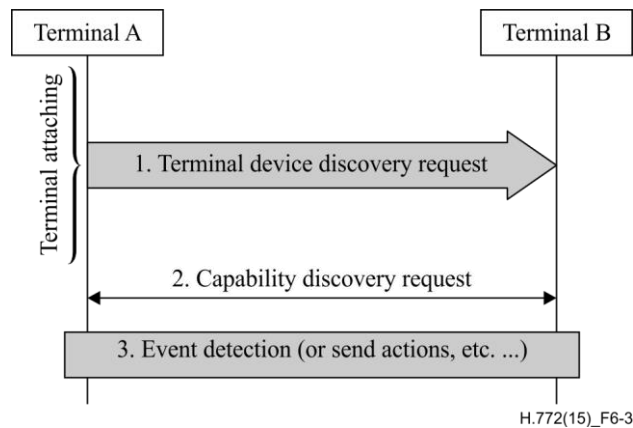 Terminal A
Terminal B
Terminal attaching
1. Terminal device discovery request
2. Capability discovery request
3. Event detection (or send actions, etc. ...)
H.772(15)_F6-3